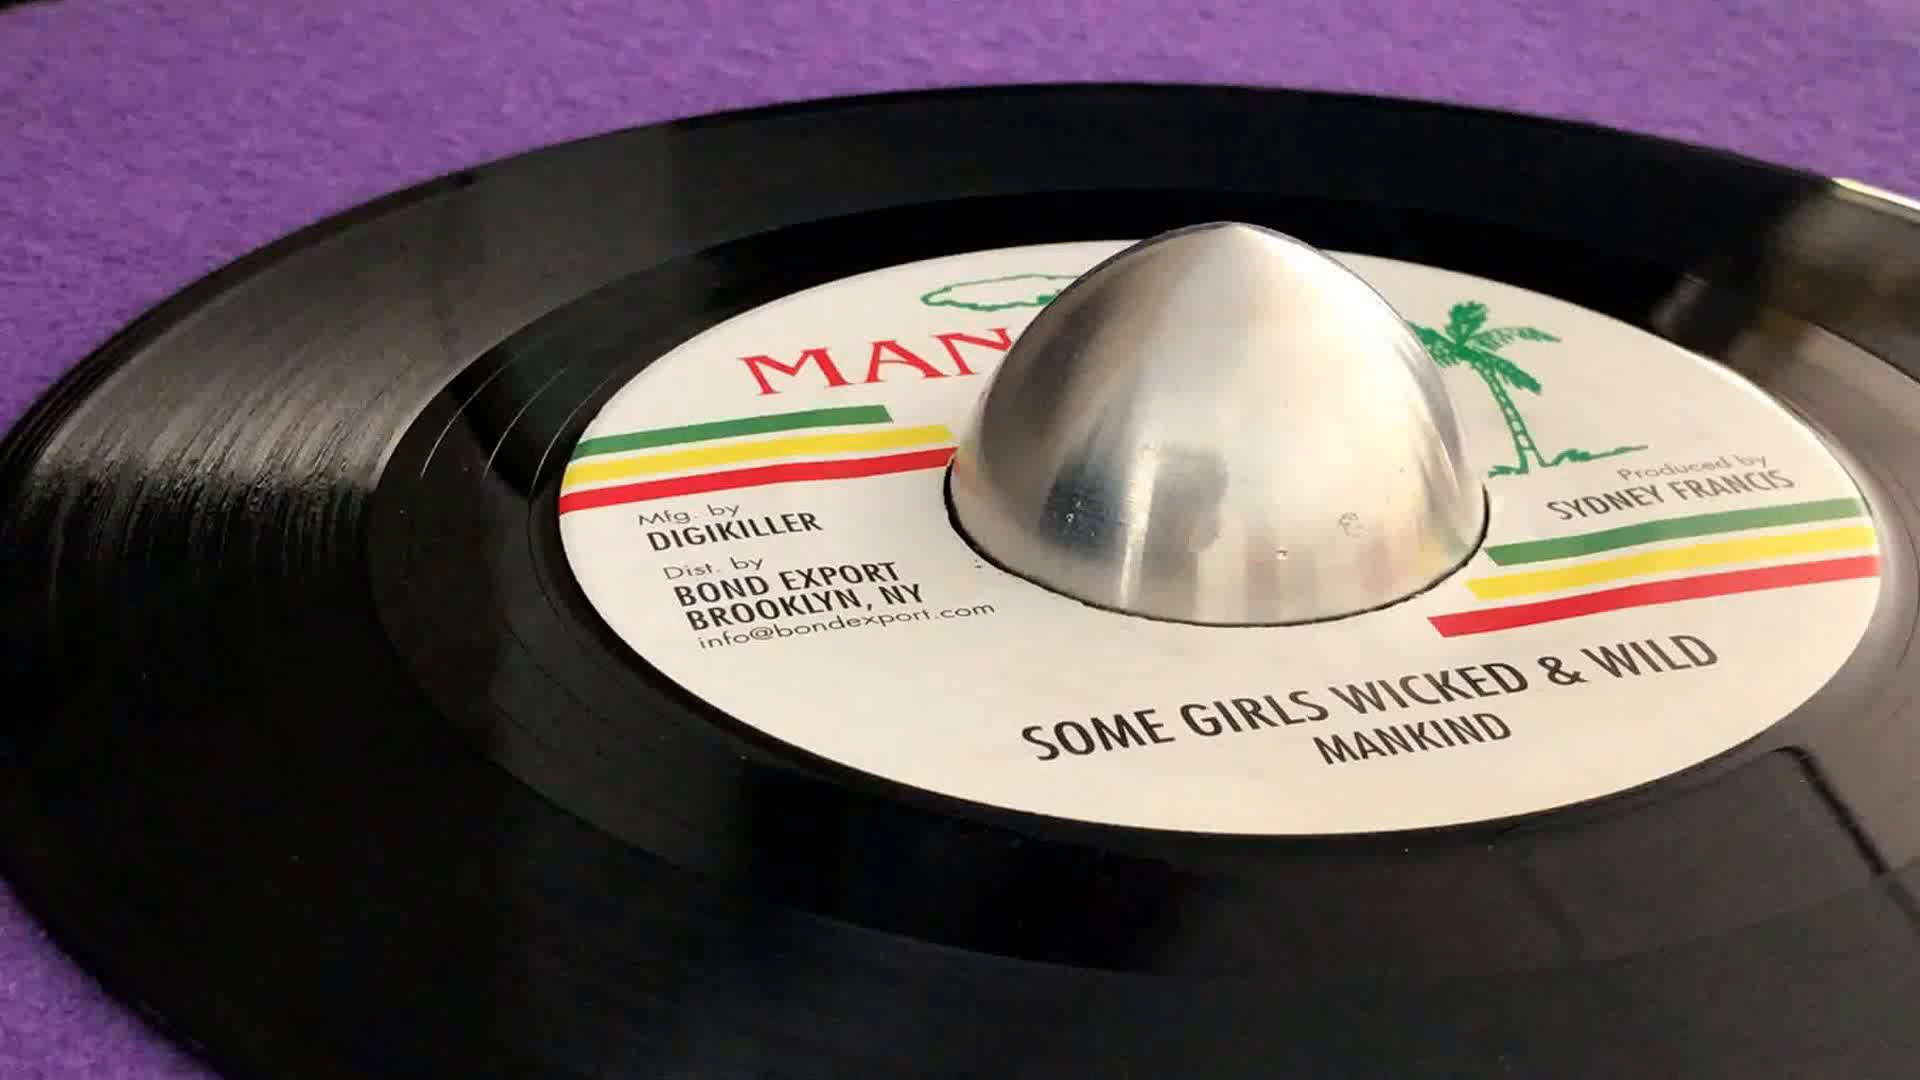 MAN
Mfg. by
DIGIKILLER
Dist. by
BOND EXPORT
BROOKLYN, NY
info@bondexport.com
Produced by
SYDNEY FRANCIS
SOME GIRLS WICKED & WILD
MANKIND